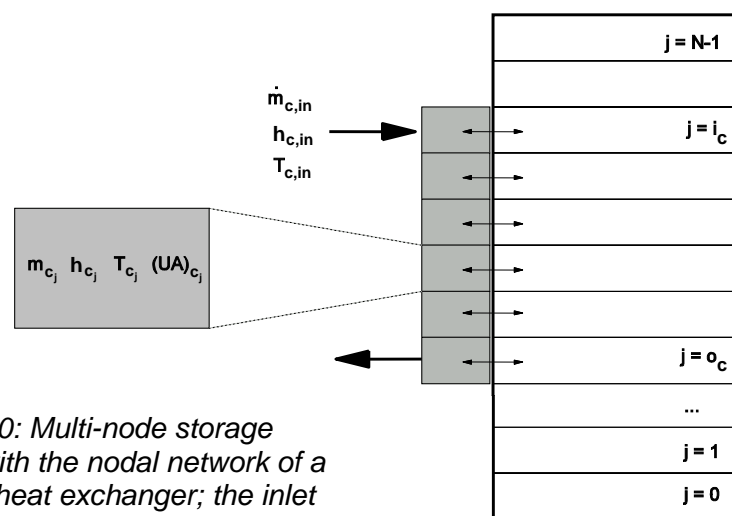 j = N-1
ṁc,in
hc,in
Tc,in
j = ic
mcj hcj Tcj (UA)cj
j = oc
...
j = 1
j = 0
0: Multi-node storage
ith the nodal network of a
heat exchanger; the inlet